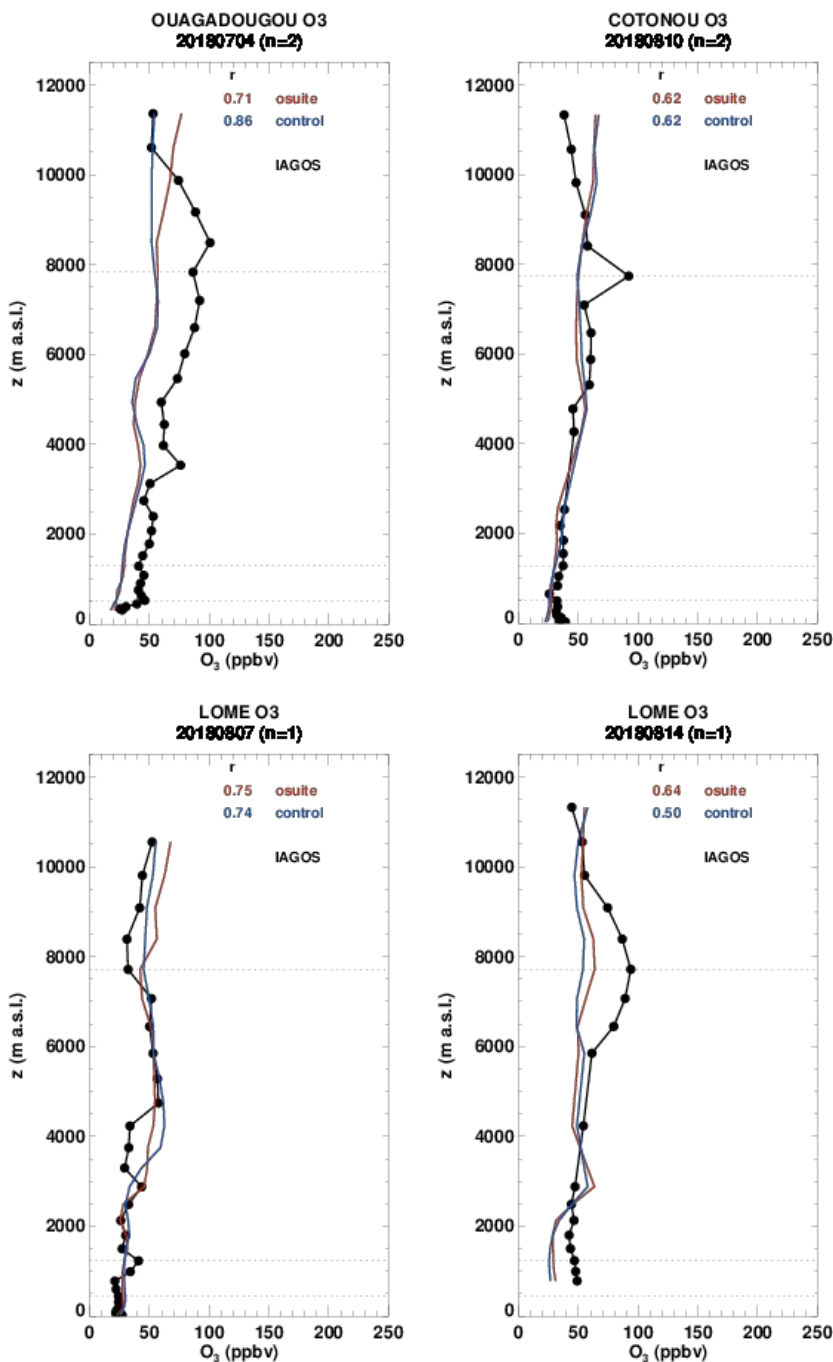 OUAGADOUGOU O3
20180704 (n=2)
r
0.71 osuite
0.86 control
IAGOS
12000
10000
8000
6000
4000
2000
0
z (m a.s.l.)
0 50 100 150 200 250
O3 (ppbv)
COTONOU O3
20180810 (n=2)
r
0.62 osuite
0.62 control
IAGOS
12000
10000
8000
6000
4000
2000
0
z (m a.s.l.)
0 50 100 150 200 250
O3 (ppbv)
LOME O3
20180807 (n=1)
r
0.75 osuite
0.74 control
IAGOS
12000
10000
8000
6000
4000
2000
0
z (m a.s.l.)
0 50 100 150 200 250
O3 (ppbv)
LOME O3
20180814 (n=1)
r
0.64 osuite
0.50 control
IAGOS
12000
10000
8000
6000
4000
2000
0
z (m a.s.l.)
0 50 100 150 200 250
O3 (ppbv)